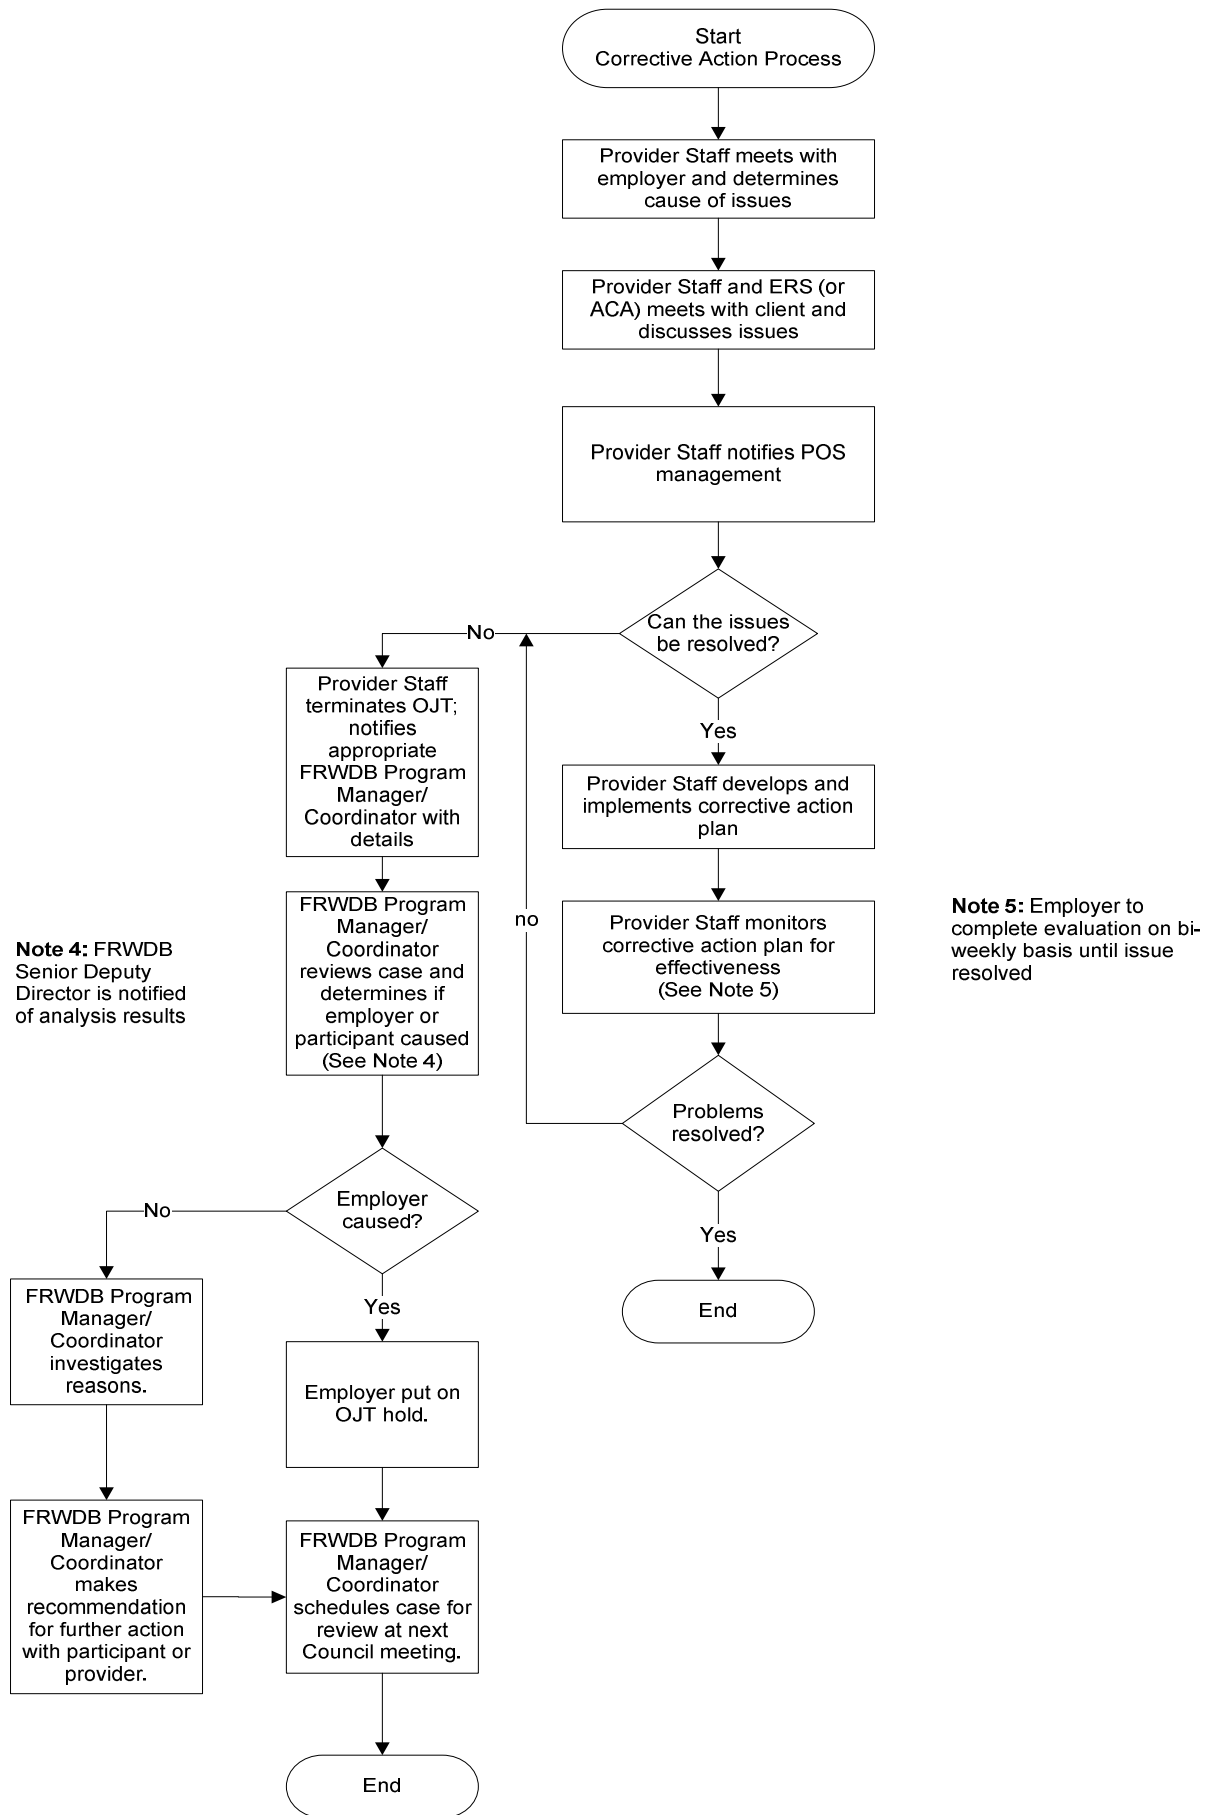 Start
Corrective Action Process
Provider Staff meets with
employer and determines
cause of issues
Provider Staff and ERS (or
ACA) meets with client and
discusses issues
Provider Staff notifies POS
management
Can the issues
be resolved?
No
Yes
Provider Staff
terminates OJT;
notifies
appropriate
FRWDB Program
Manager/
Coordinator with
details
Provider Staff develops and
implements corrective action
plan
no
FRWDB Program
Manager/
Coordinator
reviews case and
determines if
employer or
participant caused
(See Note 4)
Note 4: FRWDB
Senior Deputy
Director is notified
of analysis results
Provider Staff monitors
corrective action plan for
effectiveness
(See Note 5)
Note 5: Employer to
complete evaluation on bi-
weekly basis until issue
resolved
Problems
resolved?
Yes
End
Employer
caused?
No
Yes
FRWDB Program
Manager/
Coordinator
investigates
reasons.
Employer put on
OJT hold.
FRWDB Program
Manager/
Coordinator
makes
recommendation
for further action
with participant or
provider.
FRWDB Program
Manager/
Coordinator
schedules case for
review at next
Council meeting.
End